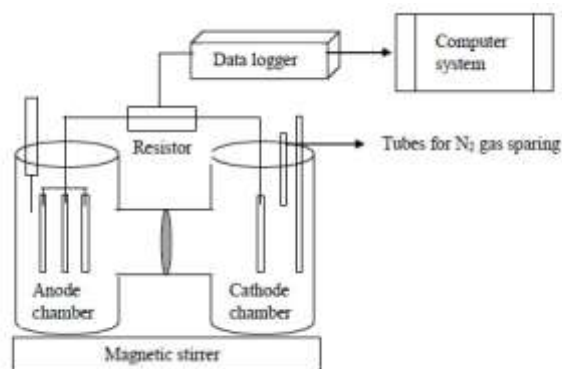 Data logger
Computer
system
Resistor
Tubes for N₂ gas sparing
Anode
chamber
Cathode
chamber
Magnetic stirrer